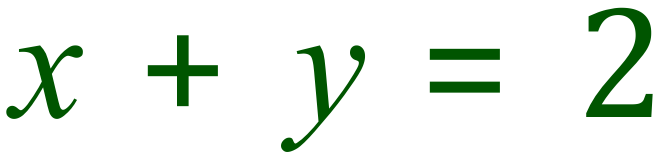 x + y = 2